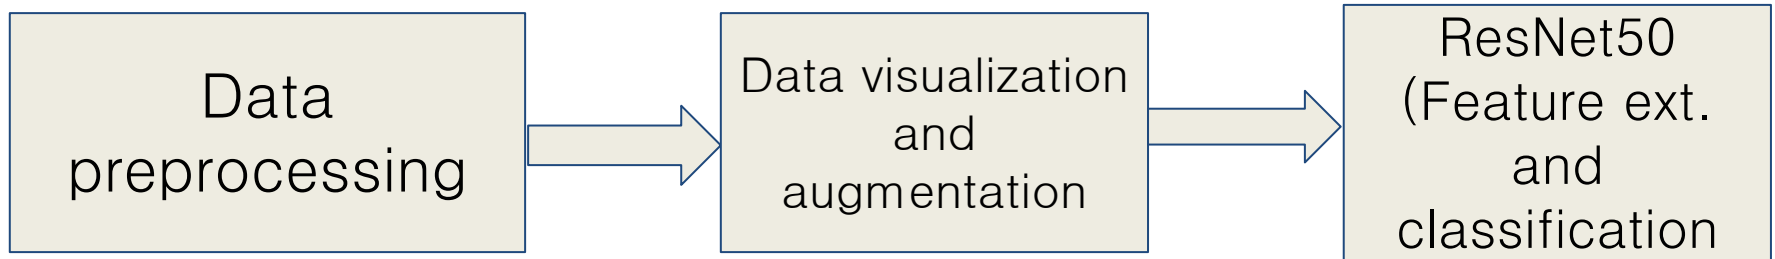 Data
preprocessing
Data visualization
and
augmentation
ResNet50
(Feature ext.
and
classification